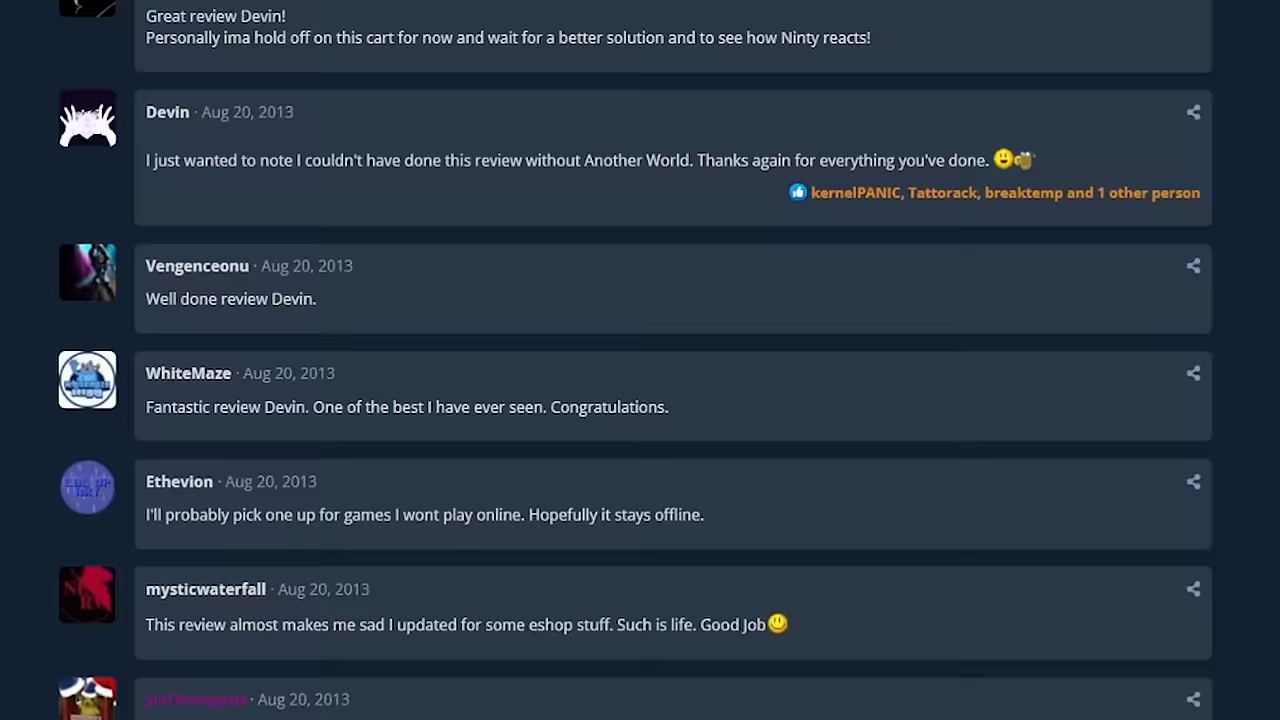 Great review Devin!
Personally ima hold off on this cart for now and wait for a better solution and to see how Ninty reacts!
Devin · Aug 20, 2013
I just wanted to note I couldn't have done this review without Another World. Thanks again for everything you've done.
kernelPANIC, Tattorack, breaktemp and 1 other person
Vengenceonu · Aug 20, 2013
Well done review Devin.
WhiteMaze · Aug 20, 2013
Fantastic review Devin. One of the best I have ever seen. Congratulations.
Ethevion · Aug 20, 2013
I'll probably pick one up for games I wont play online. Hopefully it stays offline.
mysticwaterfall · Aug 20, 2013
This review almost makes me sad I updated for some eshop stuff. Such is life. Good Job
· Aug 20, 2013